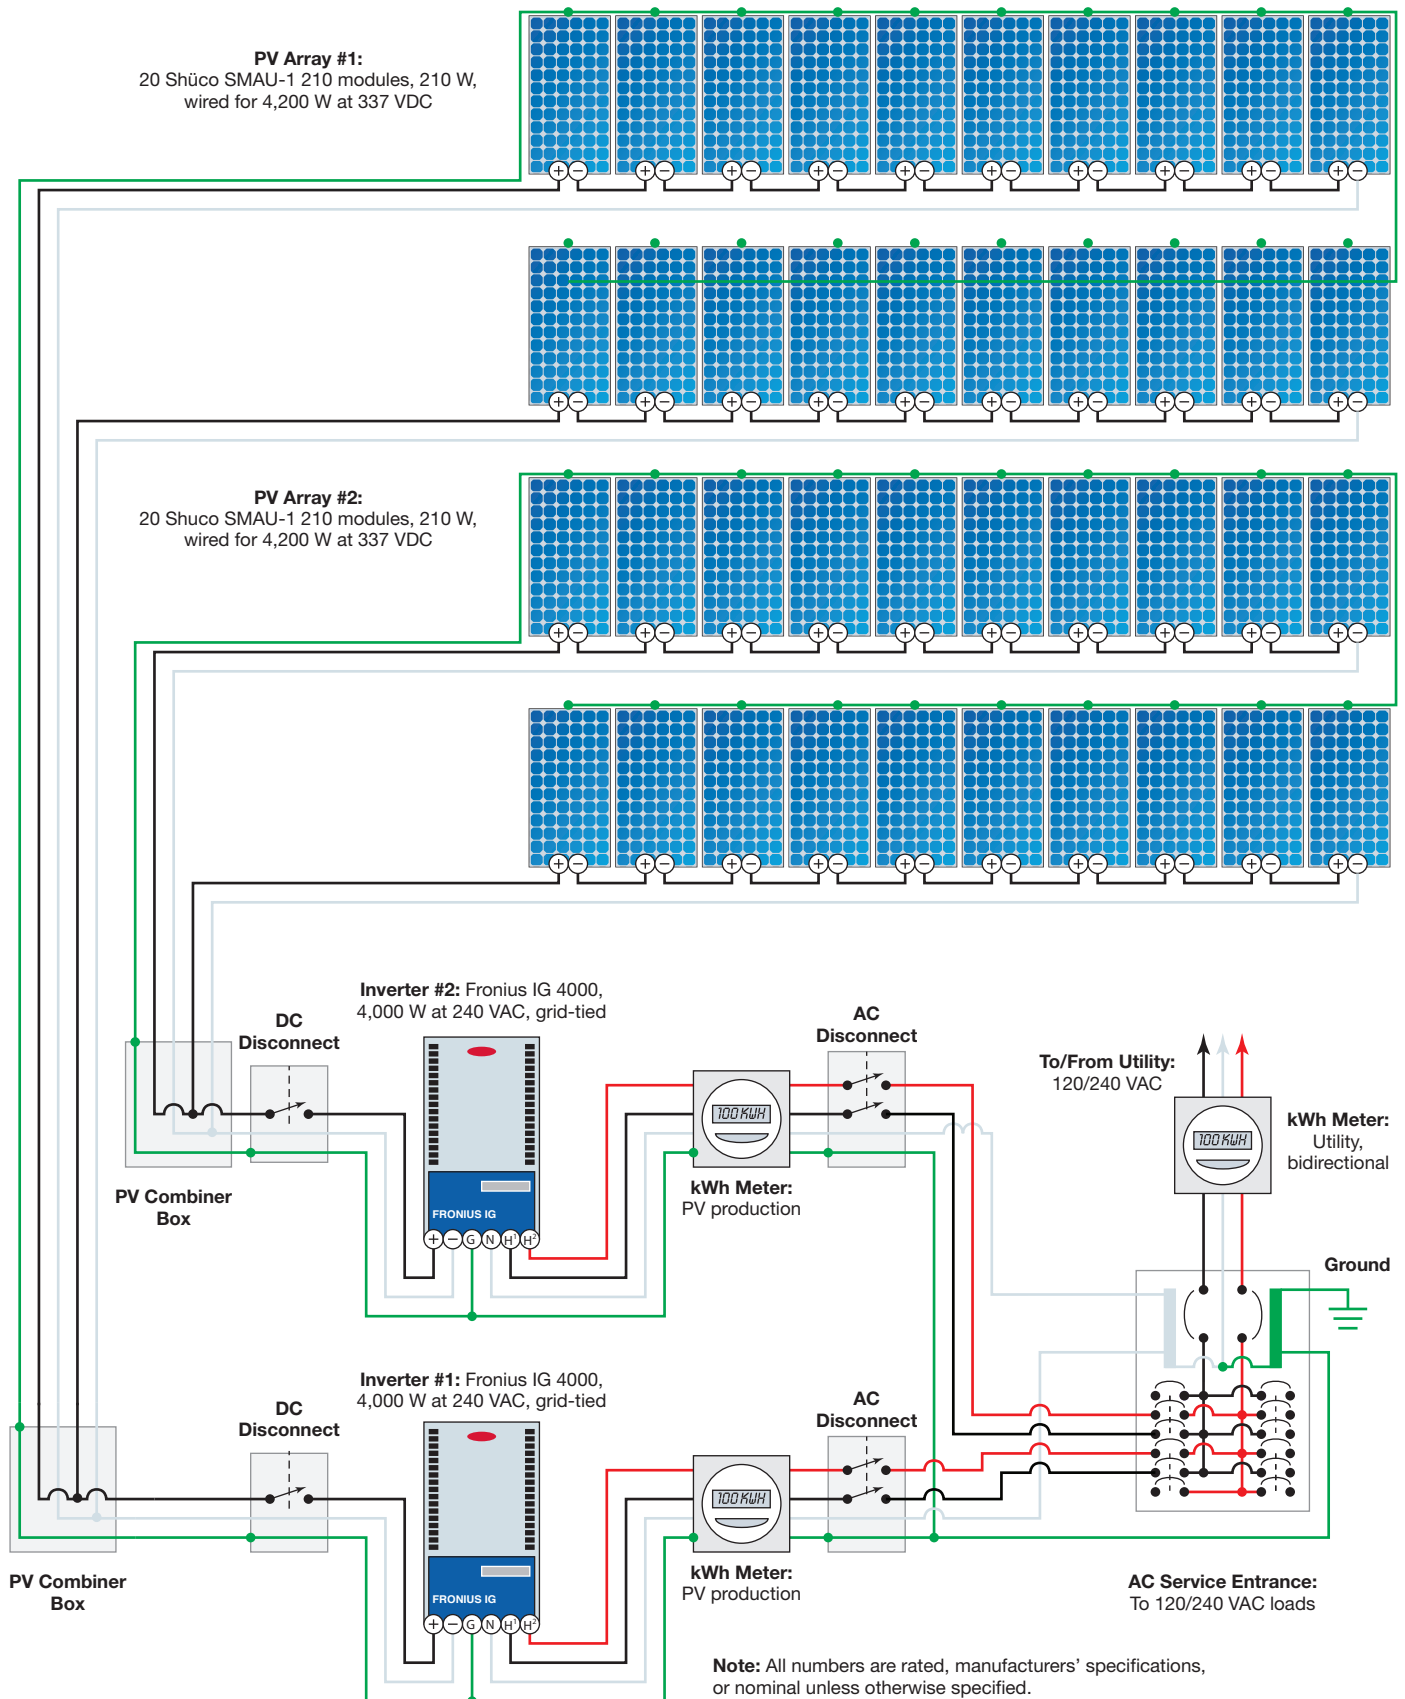 PV Array #1:
20 Shüco SMAU-1 210 modules, 210 W,
wired for 4,200 W at 337 VDC
PV Array #2:
20 Shuco SMAU-1 210 modules, 210 W,
wired for 4,200 W at 337 VDC
Inverter #2: Fronius IG 4000,
4,000 W at 240 VAC, grid-tied
DC
Disconnect
AC
Disconnect
To/From Utility:
120/240 VAC
100 KWH
100 KWH
kWh Meter:
Utility,
bidirectional
PV Combiner
Box
FRONIUS IG
+ − G N H1 H2
kWh Meter:
PV production
Ground
Inverter #1: Fronius IG 4000,
4,000 W at 240 VAC, grid-tied
DC
Disconnect
AC
Disconnect
100 KWH
PV Combiner
Box
FRONIUS IG
+ − G N H1 H2
kWh Meter:
PV production
AC Service Entrance:
To 120/240 VAC loads
Note: All numbers are rated, manufacturers’ specifications,
or nominal unless otherwise specified.